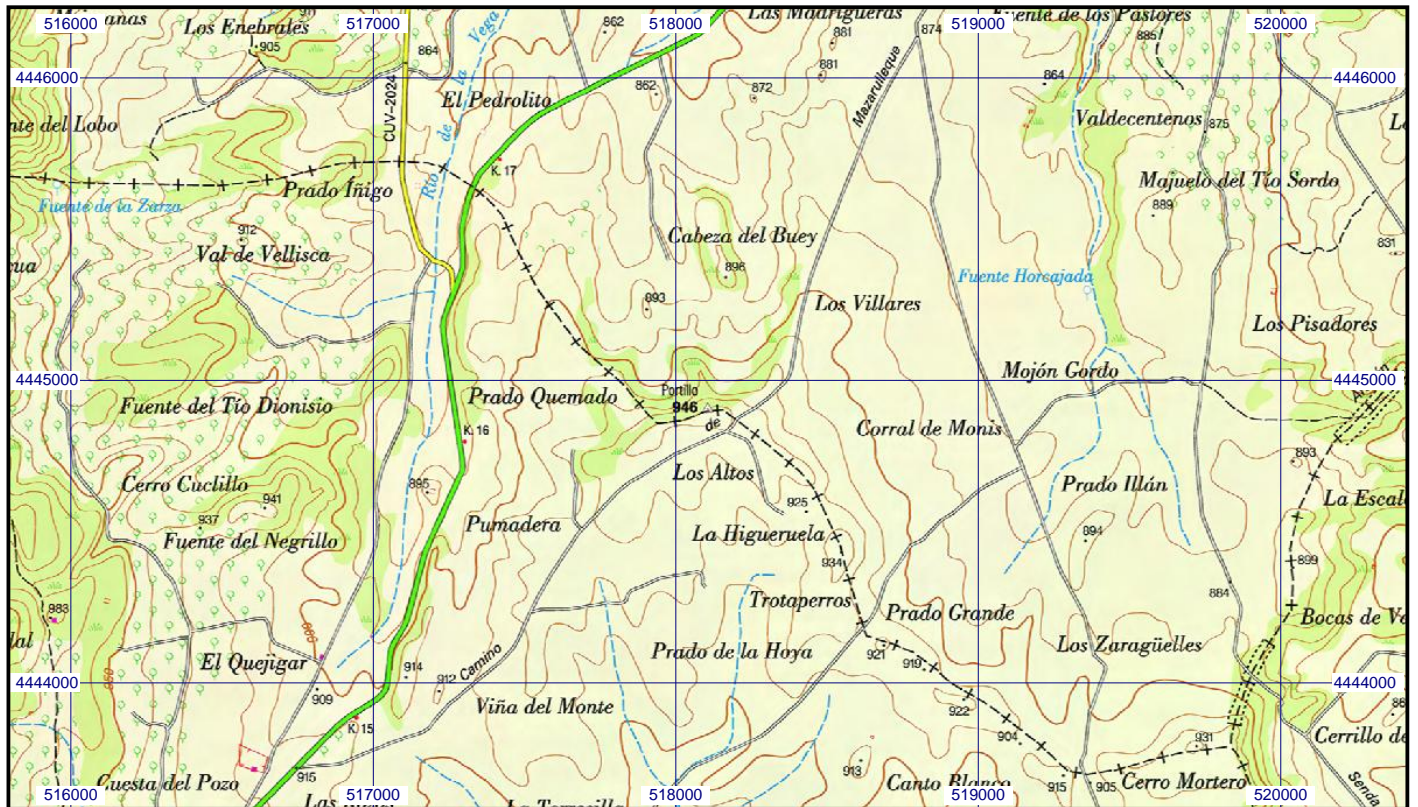 516000
517000
518000
519000
520000
Los Enebrales
905
864
862
Las Madrigueras
881
874
Fuente de los Pastores
885
4446000
881
864
4446000
Vega
la
de
Río
CUV-2024
El Pedrolito
862
872
Mazarulleque
Valdecentenos
875
nte del Lobo
K. 17
Prado Íñigo
Majuelo del Tío Sordo
Fuente de la Zarza
889
912
Val de Vellisca
Cabeza del Buey
831
cua
896
Fuente Horcajada
893
Los Villares
Los Pisadores
4445000
Mojón Gordo
4445000
Prado Quemado
Portillo
946
de
Fuente del Tío Dionisio
K. 16
Corral de Monis
893
Los Altos
Cerro Cuclillo
895
941
Prado Illán
La Escal
925
937
Pumadera
La Higueruela
894
Fuente del Negrillo
934
899
884
983
Trotaperros
Prado Grande
Bocas de Ve
dal
El Quejigar
Prado de la Hoya
921
919
Los Zaragüelles
4444000
950
914
912
Camino
4444000
909
Viña del Monte
922
K. 15
904
931
Cerrillo de
915
913
Cuesta del Pozo
Canto Blanco
915
905
Cerro Mortero
Senda
516000
517000
518000
519000
520000